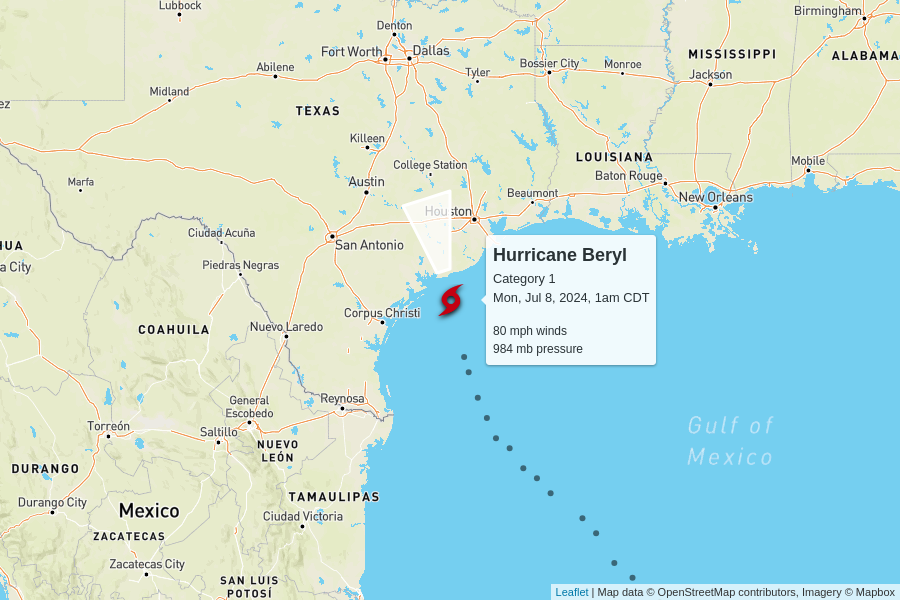 Lubbock
Birmingham
Denton
Fort Worth
Dallas
MISSISSIPPI
ALABAMA
Abilene
Tyler
Bossier City
Monroe
Jackson
Midland
ez
TEXAS
Killeen
College Station
LOUISIANA
Mobile
Marfa
Austin
Baton Rouge
Beaumont
New Orleans
Houston
Ciudad Acuña
San Antonio
HUA
a City
Piedras Negras
Hurricane Beryl
Category 1
Mon, Jul 8, 2024, 1am CDT
80 mph winds
984 mb pressure
Corpus Christi
COAHUILA
Nuevo Laredo
General
Escobedo
Reynosa
Torreón
Saltillo
NUEVO
LEÓN
Gulf of
Mexico
DURANGO
TAMAULIPAS
Durango City
Mexico
Ciudad Victoria
ZACATECAS
Zacatecas City
SAN LUIS
POTOSÍ
Leaflet | Map data © OpenStreetMap contributors, Imagery © Mapbox